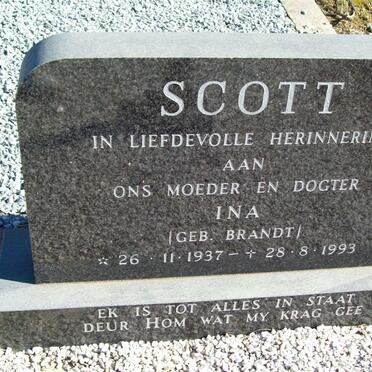 SCOTT
IN LIEFDEVOLLE HERINNERIN
AAN
ONS MOEDER EN DOGTER
INA
(GEB. BRANDT)
☆ 26 · 11 · 1937 – ✝ 28 · 8 · 1993
EK IS TOT ALLES IN STAAT
DEUR HOM WAT MY KRAG GEE